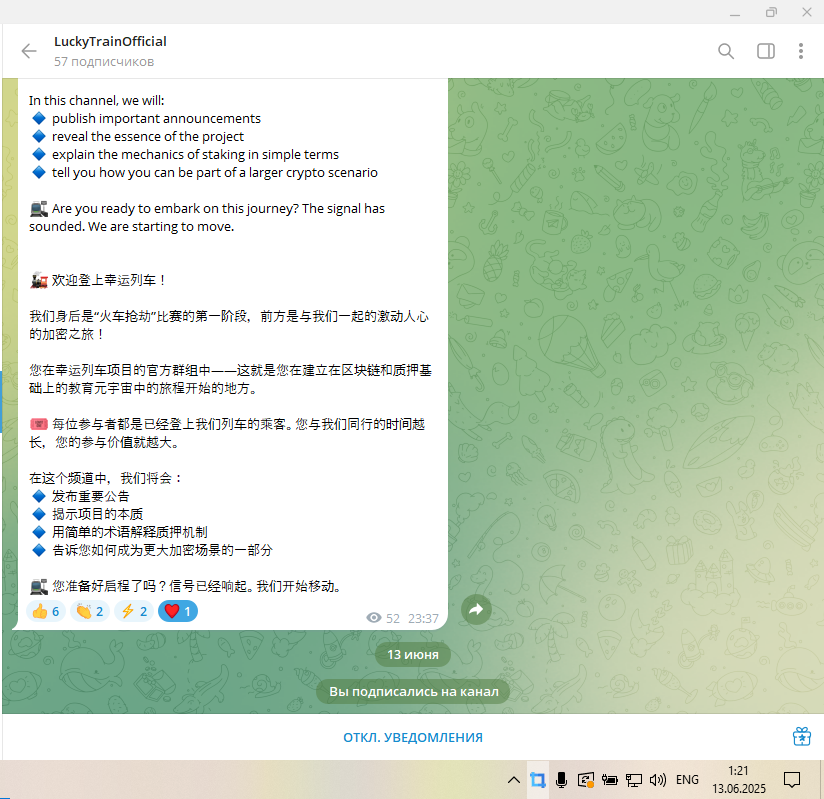 LuckyTrainOfficial
57 подписчиков
In this channel, we will:
🔷 publish important announcements
🔷 reveal the essence of the project
🔷 explain the mechanics of staking in simple terms
🔷 tell you how you can be part of a larger crypto scenario
🚉 Are you ready to embark on this journey? The signal has
sounded. We are starting to move.
🚂 欢迎登上幸运列车！
我们身后是“火车抢劫”比赛的第一阶段，前方是与我们一起的激动人心
的加密之旅！
您在幸运列车项目的官方群组中——这就是您在建立在区块链和质押基
础上的教育元宇宙中的旅程开始的地方。
🎟 每位参与者都是已经登上我们列车的乘客。您与我们同行的时间越
长，您的参与价值就越大。
在这个频道中，我们将会：
🔷 发布重要公告
🔷 揭示项目的本质
🔷 用简单的术语解释质押机制
🔷 告诉您如何成为更大加密场景的一部分
🚉 您准备好启程了吗？信号已经响起。我们开始移动。
👍 6 👏 2 ⚡ 2 ❤️ 1 52 23:37
13 июня
Вы подписались на канал
ОТКЛ. УВЕДОМЛЕНИЯ
ENG
1:21
13.06.2025